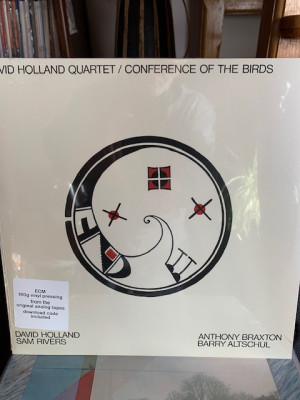 VID HOLLAND QUARTET / CONFERENCE OF THE BIRDS
ECM
180g vinyl pressing
from the
original analog tapes
download code
included
DAVID HOLLAND
SAM RIVERS
ANTHONY BRAXTON
BARRY ALTSCHUL